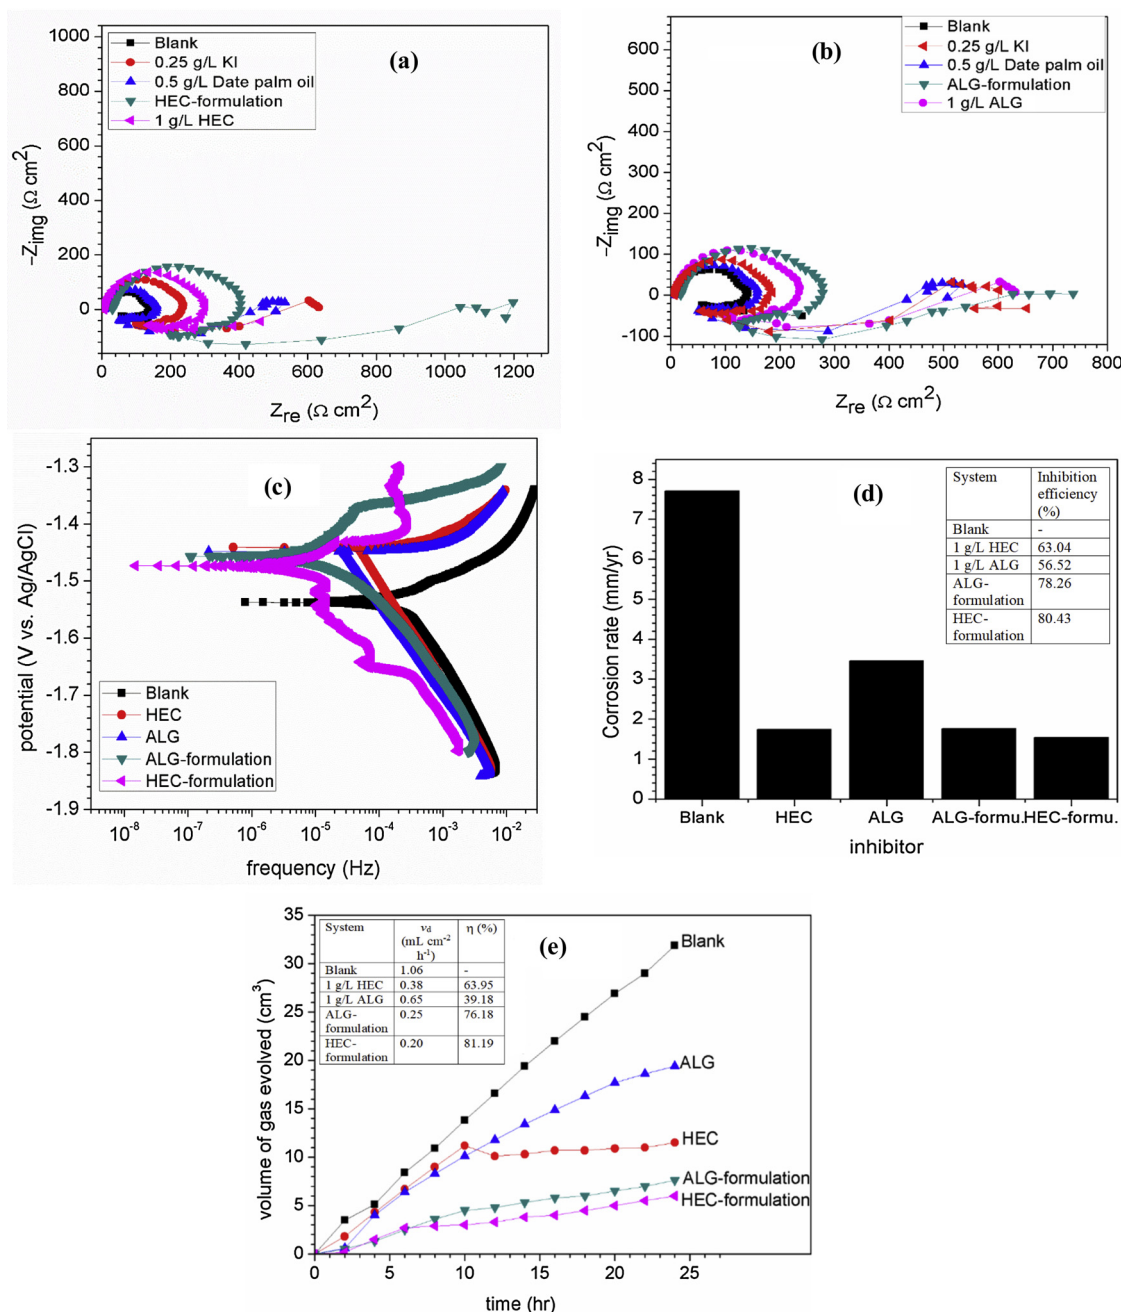 (a)
Blank
0.25 g/L KI
0.5 g/L Date palm oil
HEC-formulation
1 g/L HEC
1000
800
600
400
200
0
−Zimg (Ω cm²)
0 200 400 600 800 1000 1200
Zre (Ω cm²)
(b)
Blank
0.25 g/L KI
0.5 g/L Date palm oil
ALG-formulation
1 g/L ALG
600
500
400
300
200
100
0
-100
−Zimg (Ω cm²)
0 100 200 300 400 500 600 700 800
Zre (Ω cm²)
(c)
-1.3
-1.4
-1.5
-1.6
-1.7
-1.8
-1.9
potential (V vs. Ag/AgCl)
Blank
HEC
ALG
ALG-formulation
HEC-formulation
10⁻⁸ 10⁻⁷ 10⁻⁶ 10⁻⁵ 10⁻⁴ 10⁻³ 10⁻²
frequency (Hz)
(d)
8
7
6
5
4
3
2
1
0
Corrosion rate (mm/yr)
System Inhibition
efficiency
(%)
Blank -
1 g/L HEC 63.04
1 g/L ALG 56.52
ALG- 78.26
formulation
HEC- 80.43
formulation
Blank HEC ALG ALG-formu. HEC-formu.
inhibitor
(e)
35
30
25
20
15
10
5
0
volume of gas evolved (cm³)
System νd η (%)
(mL cm⁻²
h⁻¹)
Blank 1.06 -
1 g/L HEC 0.38 63.95
1 g/L ALG 0.65 39.18
ALG- 0.25 76.18
formulation
HEC- 0.20 81.19
formulation
Blank
ALG
HEC
ALG-formulation
HEC-formulation
0 5 10 15 20 25
time (hr)